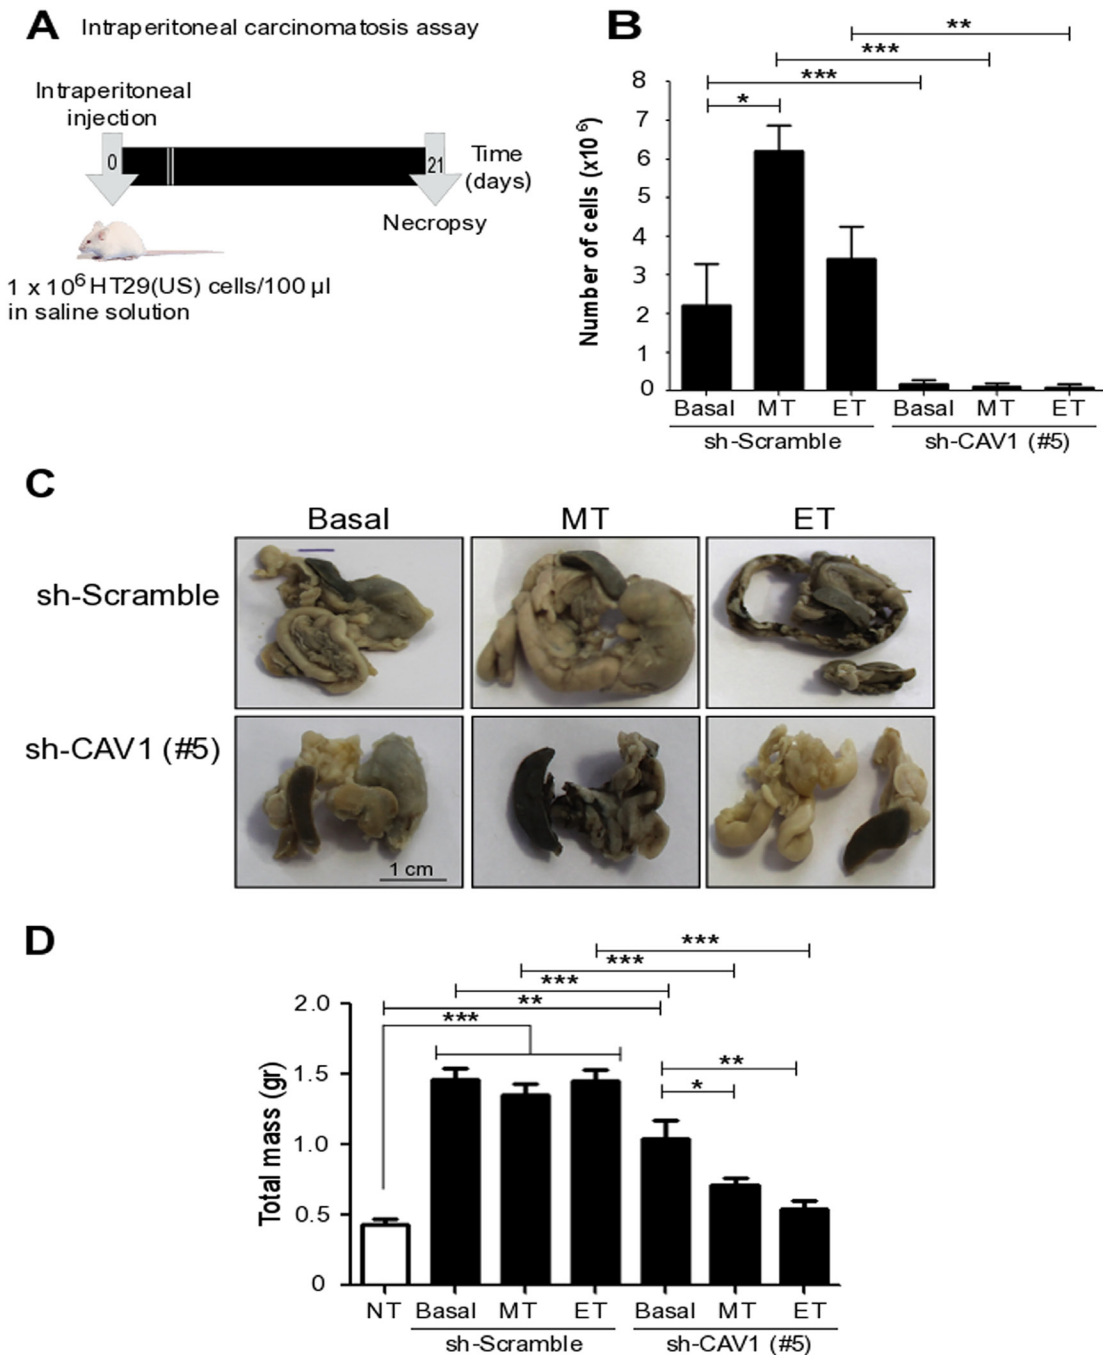 A Intraperitoneal carcinomatosis assay
Intraperitoneal
injection
0
21
Time
(days)
Necropsy
1 x 10⁶ HT29(US) cells/100 µl
in saline solution
B
**
***
***
*
Number of cells (x10⁶)
8
7
6
5
4
3
2
1
0
Basal MT ET Basal MT ET
sh-Scramble sh-CAV1 (#5)
C
Basal MT ET
sh-Scramble
sh-CAV1 (#5)
1 cm
D
***
***
***
**
***
**
*
Total mass (gr)
2.0
1.5
1.0
0.5
0
NT Basal MT ET Basal MT ET
sh-Scramble sh-CAV1 (#5)